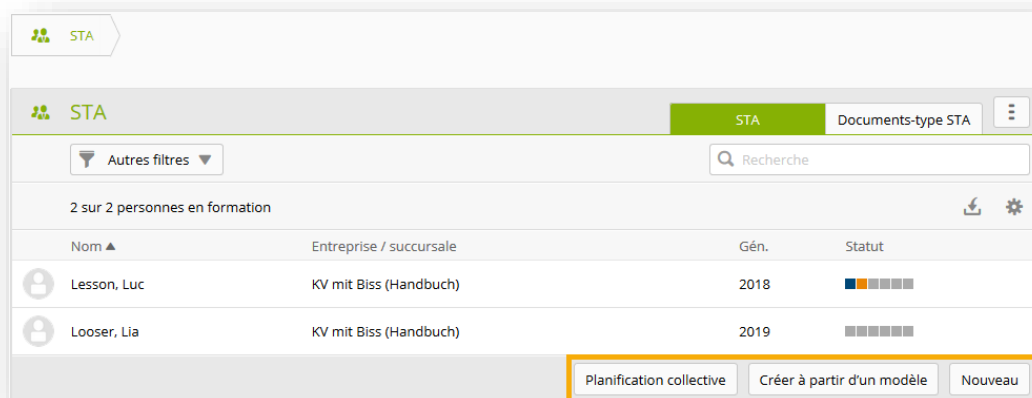 STA
STA
STA Documents-type STA
Autres filtres Recherche
2 sur 2 personnes en formation
Nom Entreprise / succursale Gén. Statut
Lesson, Luc KV mit Biss (Handbuch) 2018
Looser, Lia KV mit Biss (Handbuch) 2019
Planification collective Créer à partir d’un modèle Nouveau